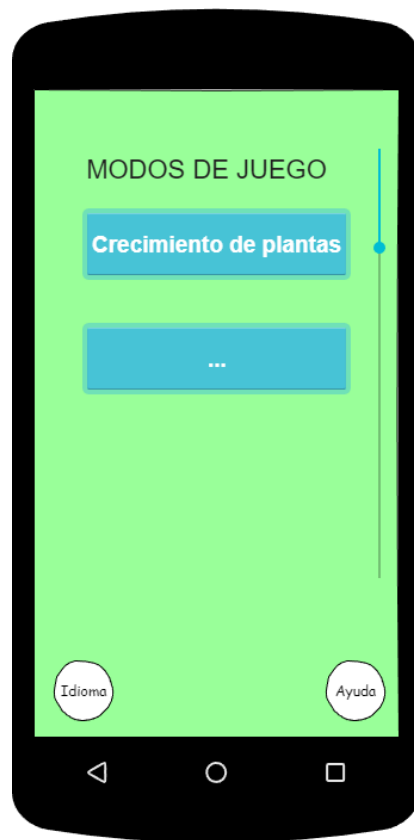 MODOS DE JUEGO
Crecimiento de plantas
...
Idioma
Ayuda